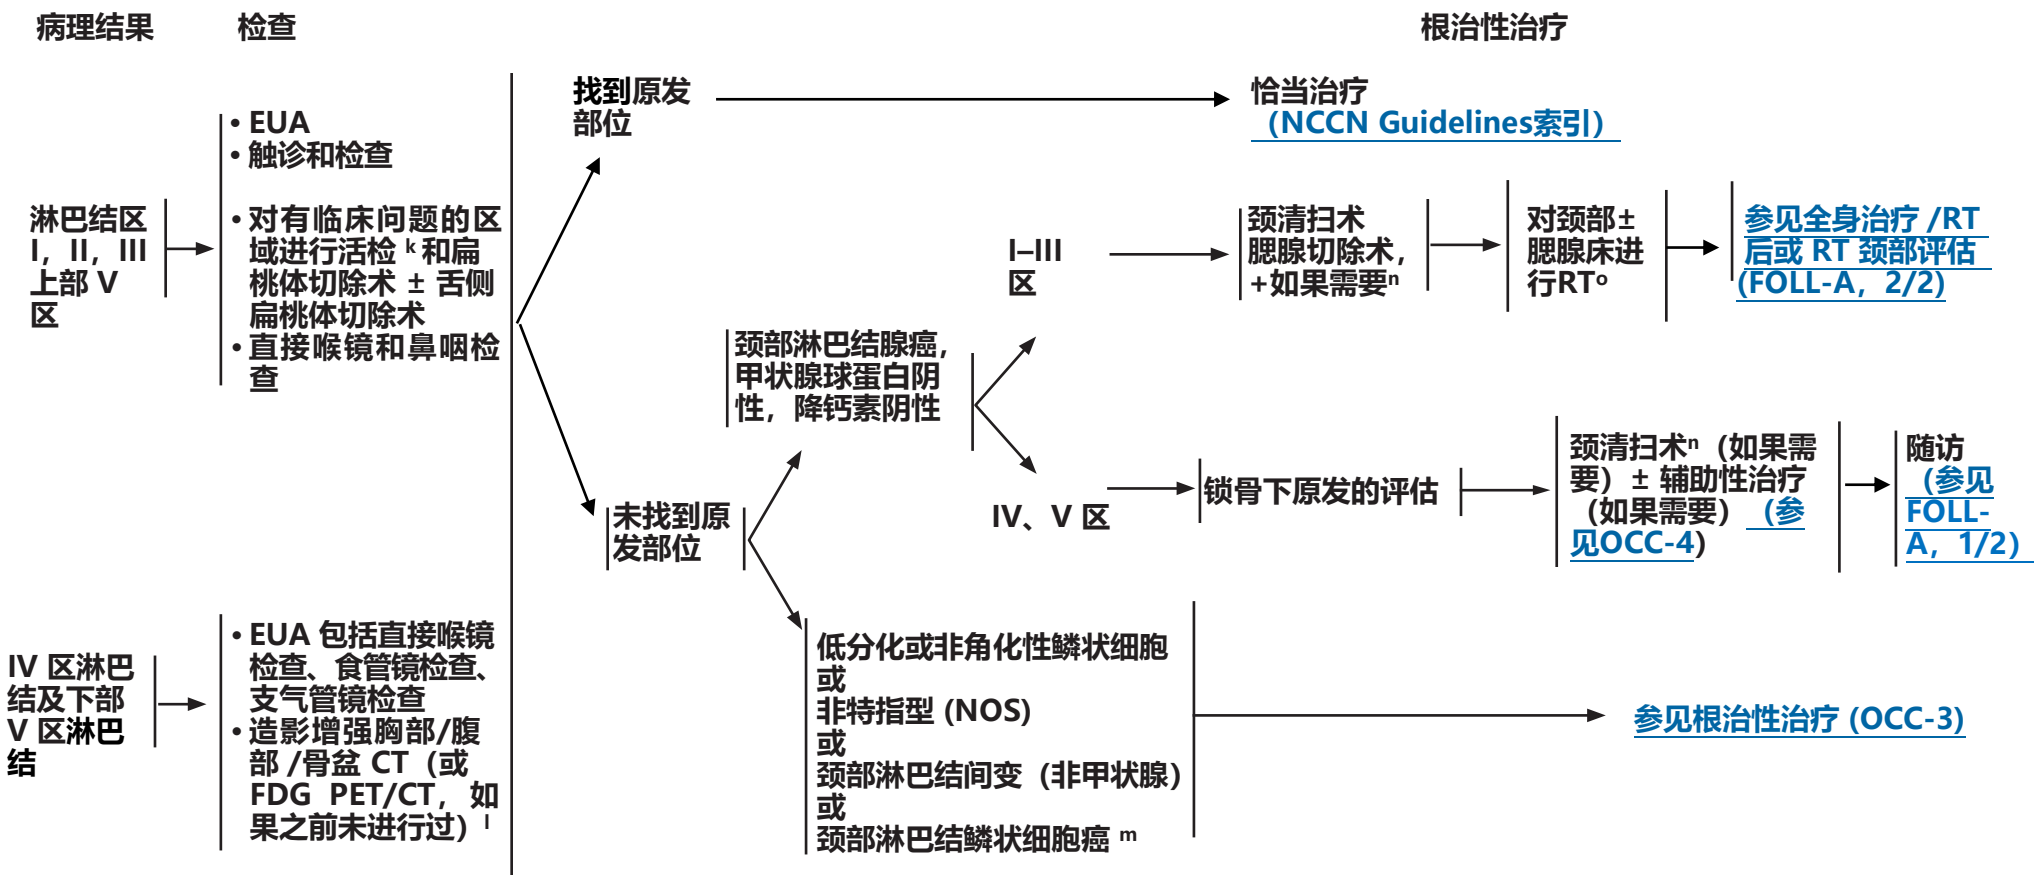 病理结果
检查
根治性治疗
淋巴结区
I，II，III
上部 V
区
• EUA
• 触诊和检查
• 对有临床问题的区
域进行活检 k 和扁
桃体切除术 ± 舌侧
扁桃体切除术
• 直接喉镜和鼻咽检
查
IV 区淋巴
结及下部
V 区淋巴
结
• EUA 包括直接喉镜
检查、食管镜检查、
支气管镜检查
• 造影增强胸部/腹
部 /骨盆 CT（或
FDG PET/CT，如
果之前未进行过） l
找到原发
部位
恰当治疗
（NCCN Guidelines索引）
未找到原
发部位
颈部淋巴结腺癌，
甲状腺球蛋白阴
性，降钙素阴性
I–III
区
颈清扫术
腮腺切除术，
+如果需要n
对颈部±
腮腺床进
行RTo
参见全身治疗 /RT
后或 RT 颈部评估
(FOLL-A，2/2)
IV、V 区
锁骨下原发的评估
颈清扫术n（如果需
要）± 辅助性治疗
（如果需要）（参
见OCC-4)
随访
（参见
FOLL-
A，1/2）
低分化或非角化性鳞状细胞
或
非特指型 (NOS)
或
颈部淋巴结间变（非甲状腺）
或
颈部淋巴结鳞状细胞癌 m
参见根治性治疗 (OCC-3)